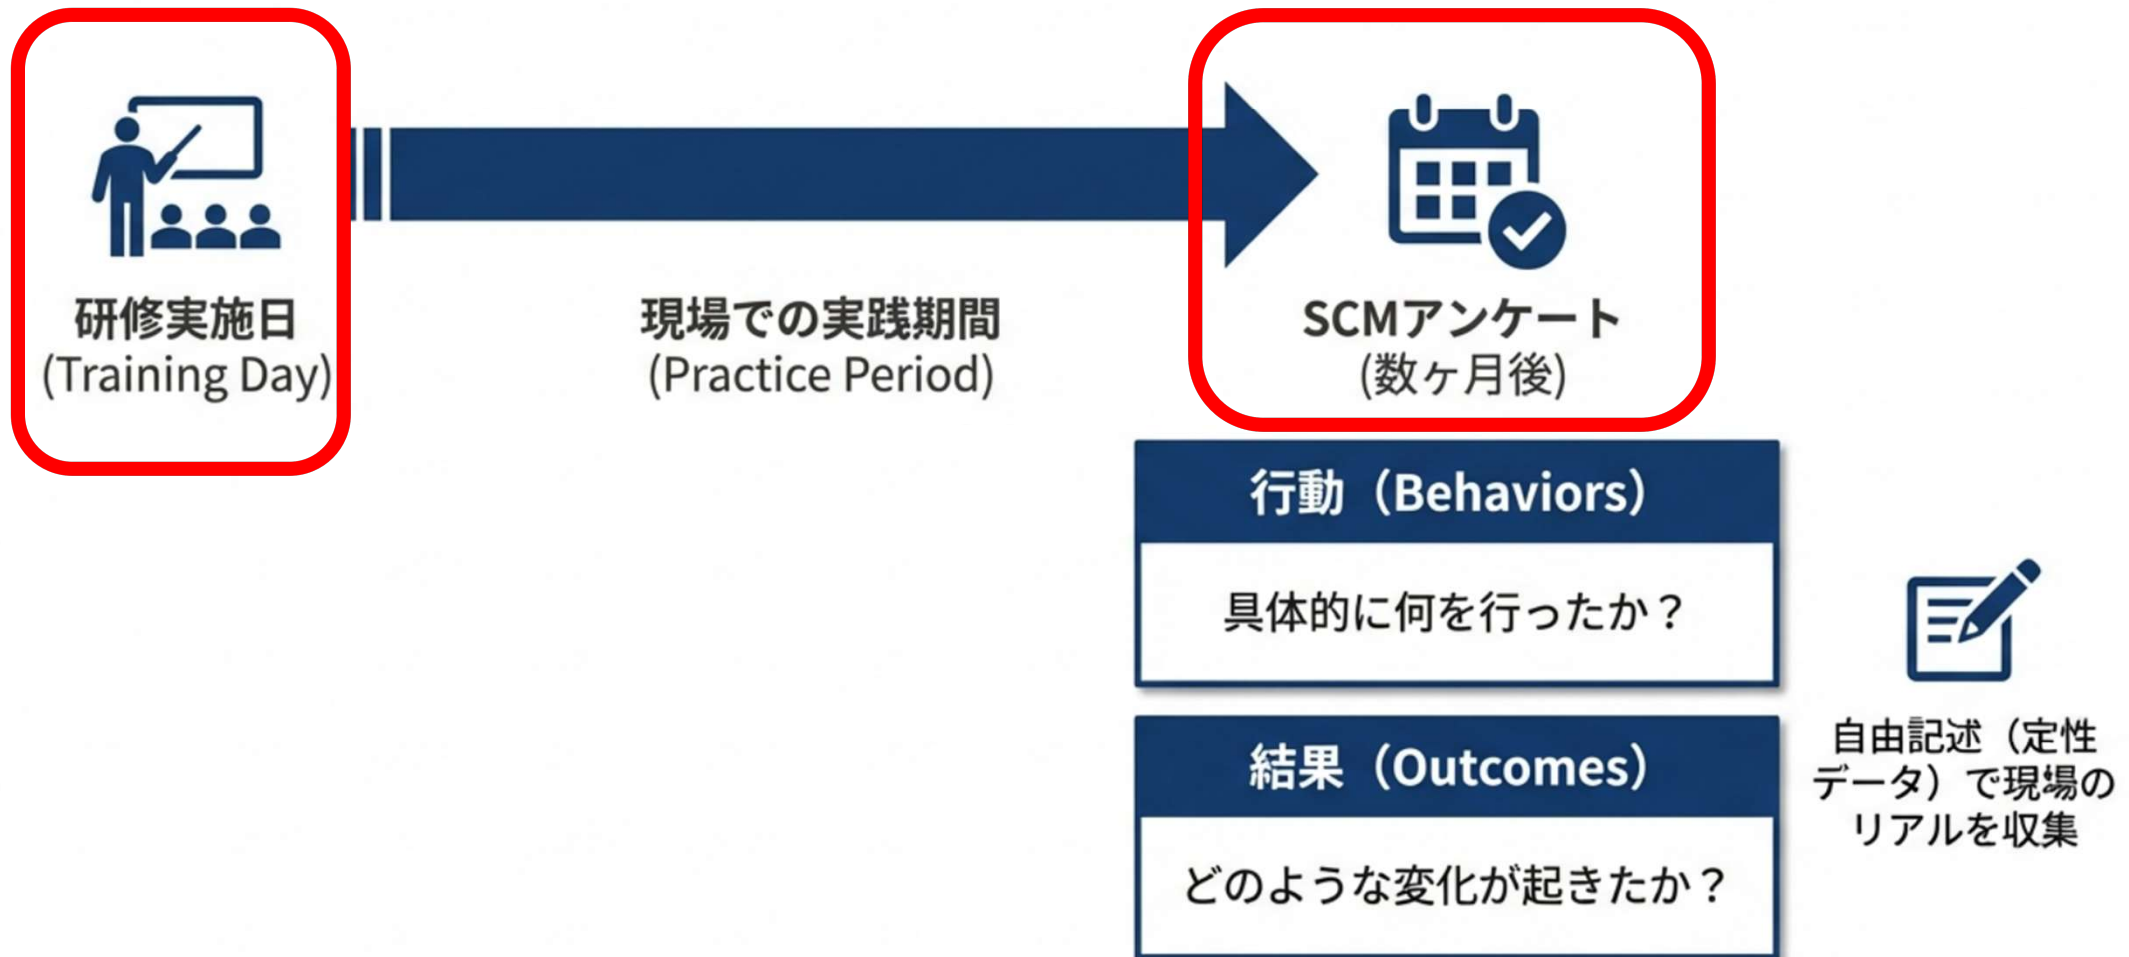 研修実施日
(Training Day)
現場での実践期間
(Practice Period)
SCMアンケート
(数ヶ月後)
行動（Behaviors）
具体的に何を行ったか？
結果（Outcomes）
どのような変化が起きたか？
自由記述（定性
データ）で現場の
リアルを収集